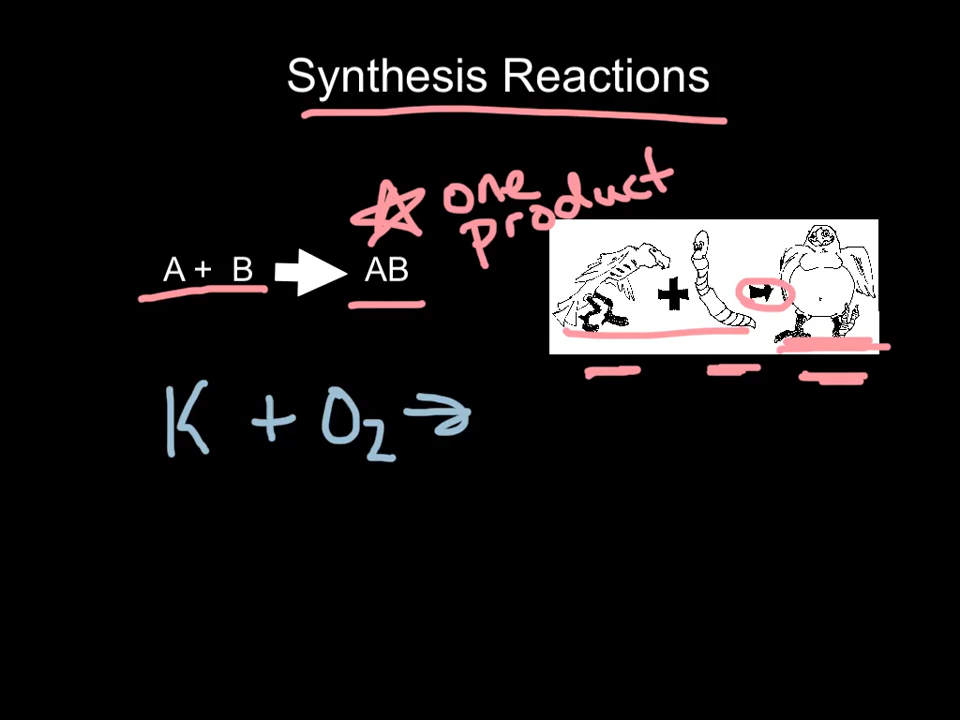 Synthesis Reactions
one
product
A + B AB
+
K + O₂ →